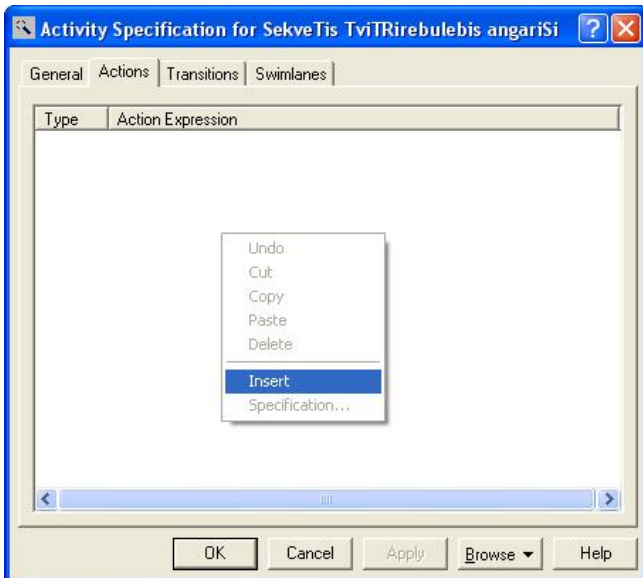 Activity Specification for SekveTis TviTRirebulebis angariSi
General Actions Transitions Swimlanes
Type Action Expression
Undo
Cut
Copy
Paste
Delete
Insert
Specification...
OK Cancel Apply Browse Help